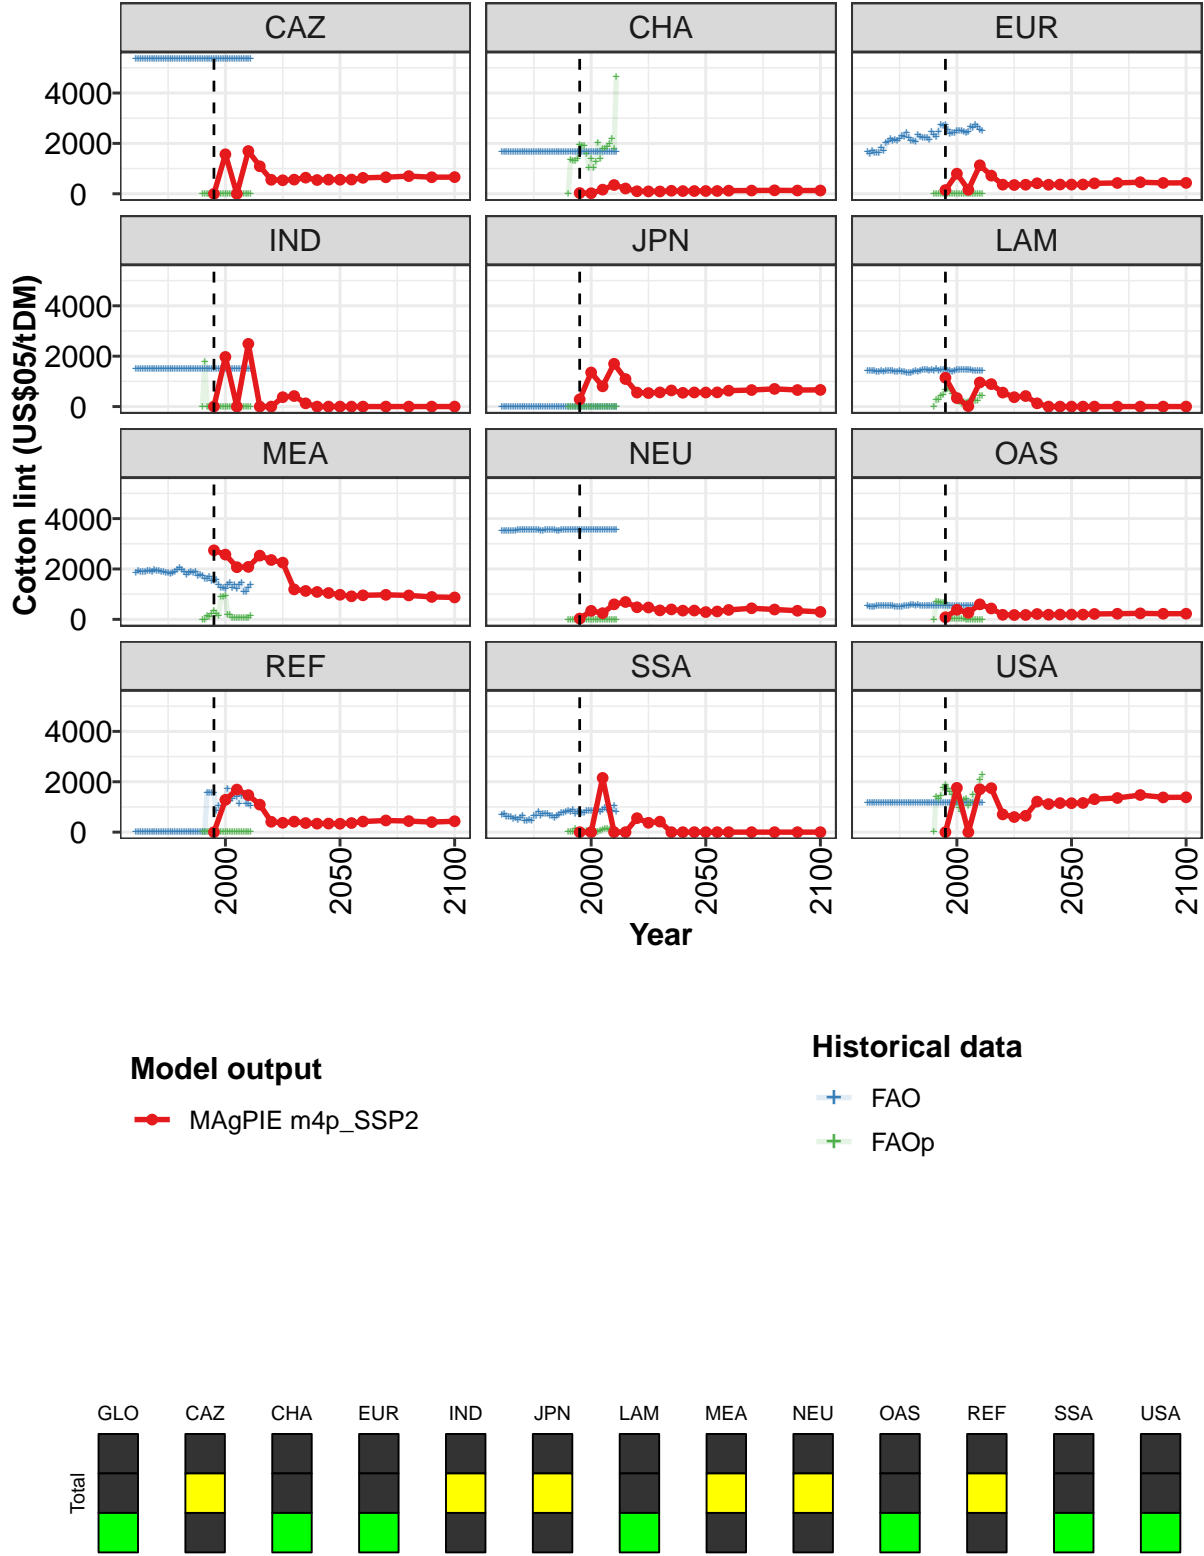 CAZ CHA EUR
4000
2000
0
IND JPN LAM
4000
2000
0
MEA NEU OAS
4000
2000
0
REF SSA USA
4000
2000
0
Cotton lint (US$05/tDM)
2000 2050 2100 2000 2050 2100 2000 2050 2100
Year
Model output
MAgPIE m4p_SSP2
Historical data
FAO
FAOp
GLO CAZ CHA EUR IND JPN LAM MEA NEU OAS REF SSA USA
Total